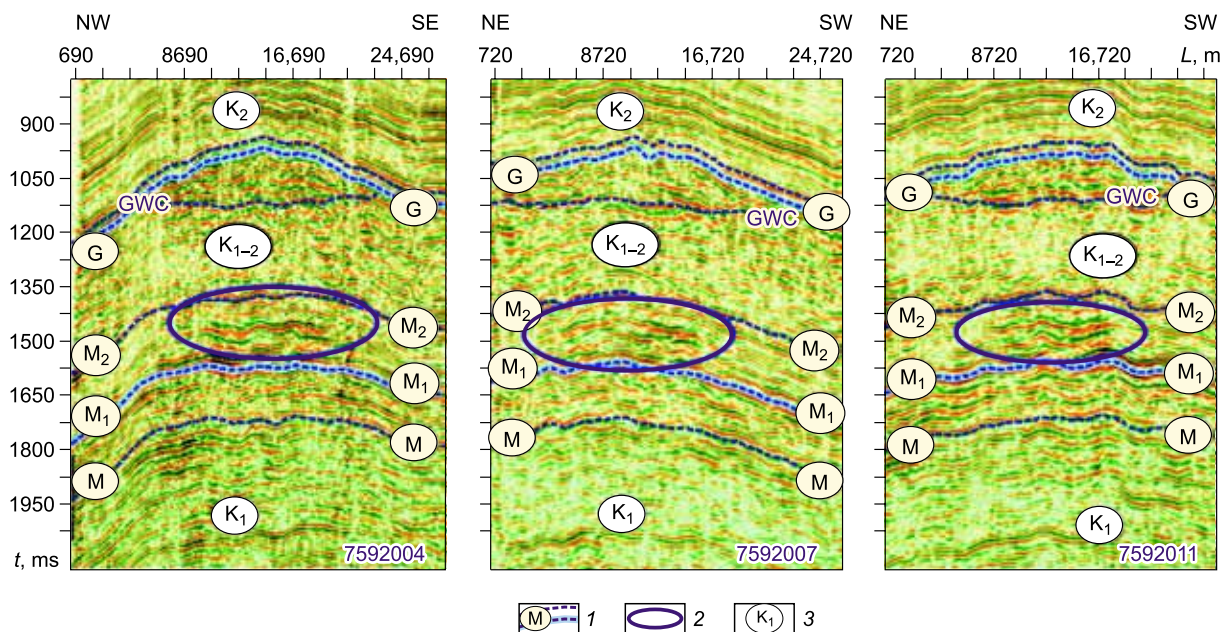 NW SE NE SW NE SW
690 8690 16,690 24,690 720 8720 16,720 24,720 720 8720 16,720 L, m
K₂ K₂ K₂
900
1050
G G G G
GWC GWC GWC
G G
1200
K₁₋₂ K₁₋₂ K₁₋₂
1350
M₂ M₂ M₂ M₂
1500
M₂ M₂
M₁ M₁ M₁ M₁
1650
M₁ M₁
M M M M
1800
M M
1950
K₁ K₁ K₁
t, ms 7592004 7592007 7592011
M 1 2 K₁ 3